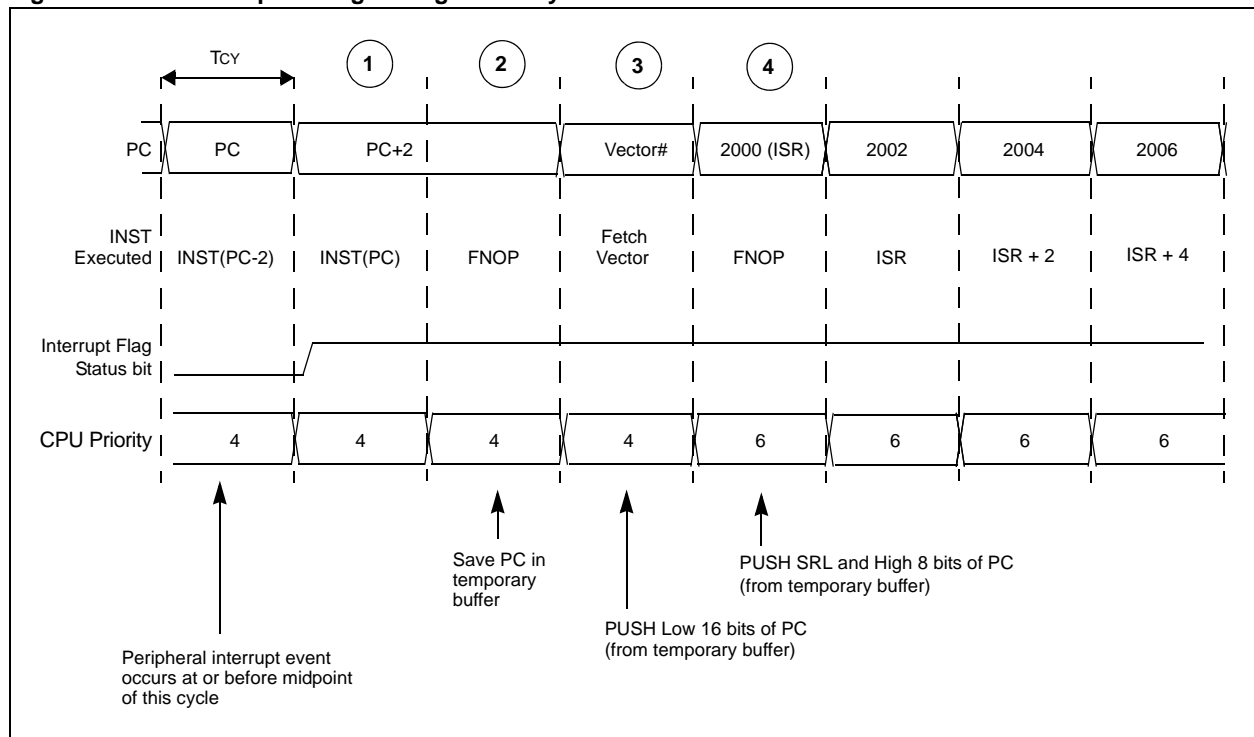 TCY
1 2 3 4
PC PC PC+2 Vector# 2000 (ISR) 2002 2004 2006
INST
Executed INST(PC-2) INST(PC) FNOP Fetch
Vector FNOP ISR ISR + 2 ISR + 4
Interrupt Flag
Status bit
CPU Priority 4 4 4 4 6 6 6 6
Save PC in
temporary
buffer
PUSH SRL and High 8 bits of PC
(from temporary buffer)
PUSH Low 16 bits of PC
(from temporary buffer)
Peripheral interrupt event
occurs at or before midpoint
of this cycle